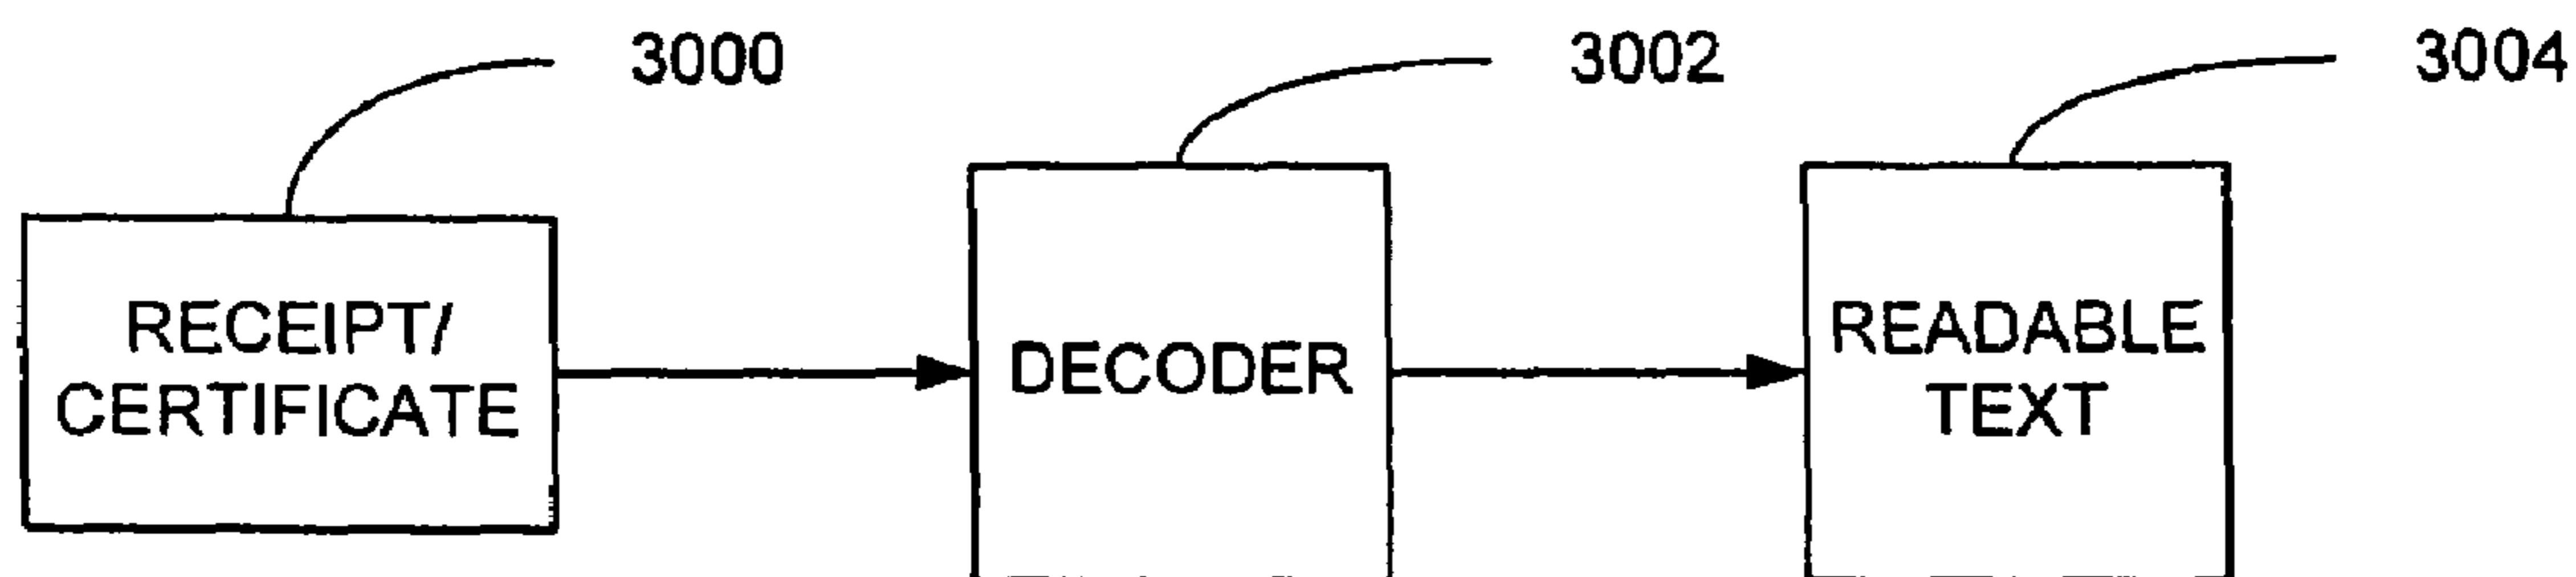 3000
3002
3004
RECEIPT/
CERTIFICATE
DECODER
READABLE
TEXT